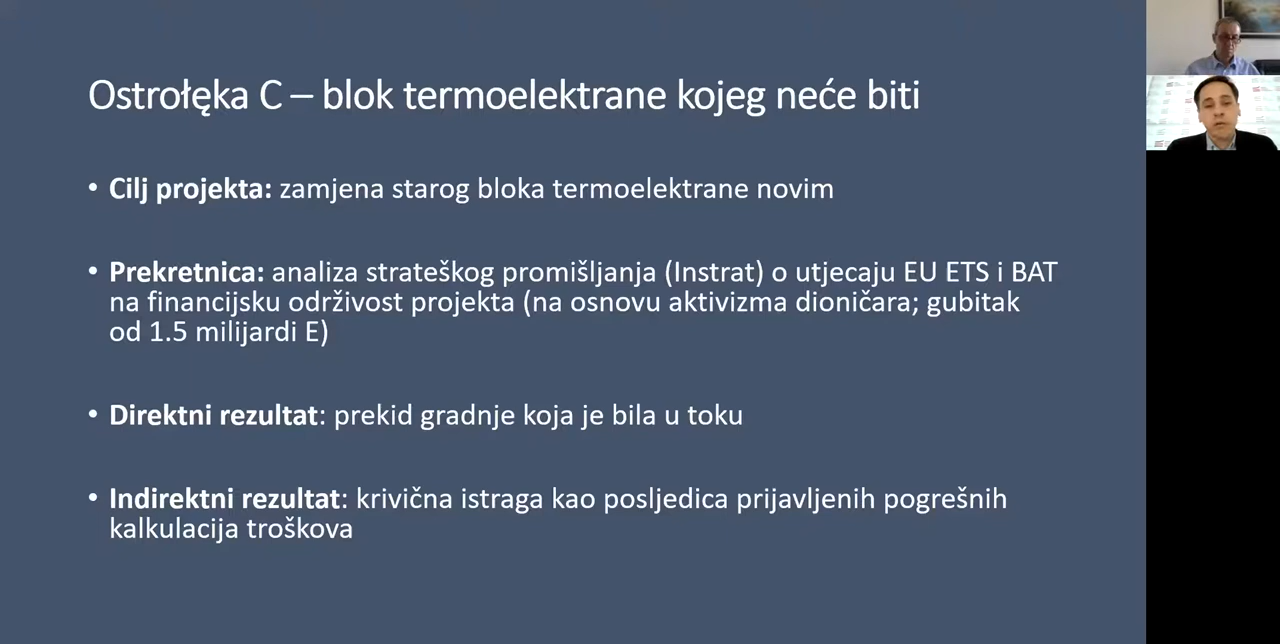 Ostrołęka C – blok termoelektrane kojeg neće biti
• Cilj projekta: zamjena starog bloka termoelektrane novim
• Prekretnica: analiza strateškog promišljanja (Instrat) o utjecaju EU ETS i BAT
na financijsku održivost projekta (na osnovu aktivizma dioničara; gubitak
od 1.5 milijardi E)
• Direktni rezultat: prekid gradnje koja je bila u toku
• Indirektni rezultat: krivična istraga kao posljedica prijavljenih pogrešnih
kalkulacija troškova